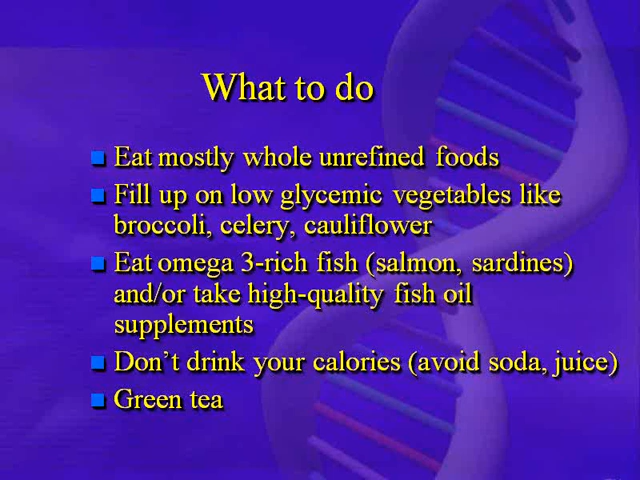 What to do
Eat mostly whole unrefined foods
Fill up on low glycemic vegetables like
broccoli, celery, cauliflower
Eat omega 3-rich fish (salmon, sardines)
and/or take high-quality fish oil
supplements
Don’t drink your calories (avoid soda, juice)
Green tea